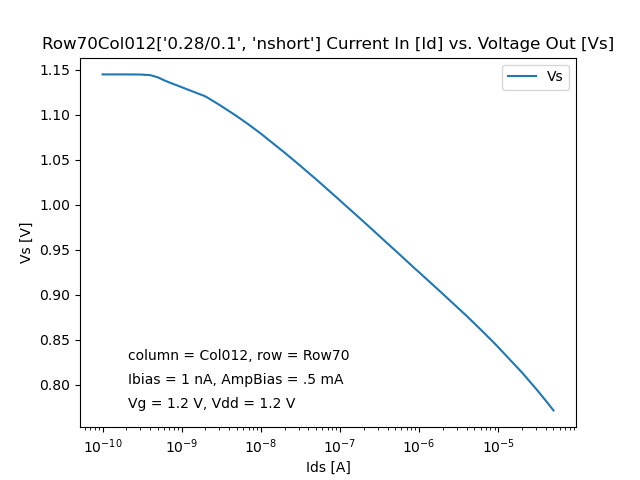 Row70Col012['0.28/0.1', 'nshort'] Current In [Id] vs. Voltage Out [Vs]
Vs
1.15
1.10
1.05
1.00
0.95
0.90
0.85
0.80
Vs [V]
column = Col012, row = Row70
Ibias = 1 nA, AmpBias = .5 mA
Vg = 1.2 V, Vdd = 1.2 V
10⁻¹⁰ 10⁻⁹ 10⁻⁸ 10⁻⁷ 10⁻⁶ 10⁻⁵
Ids [A]